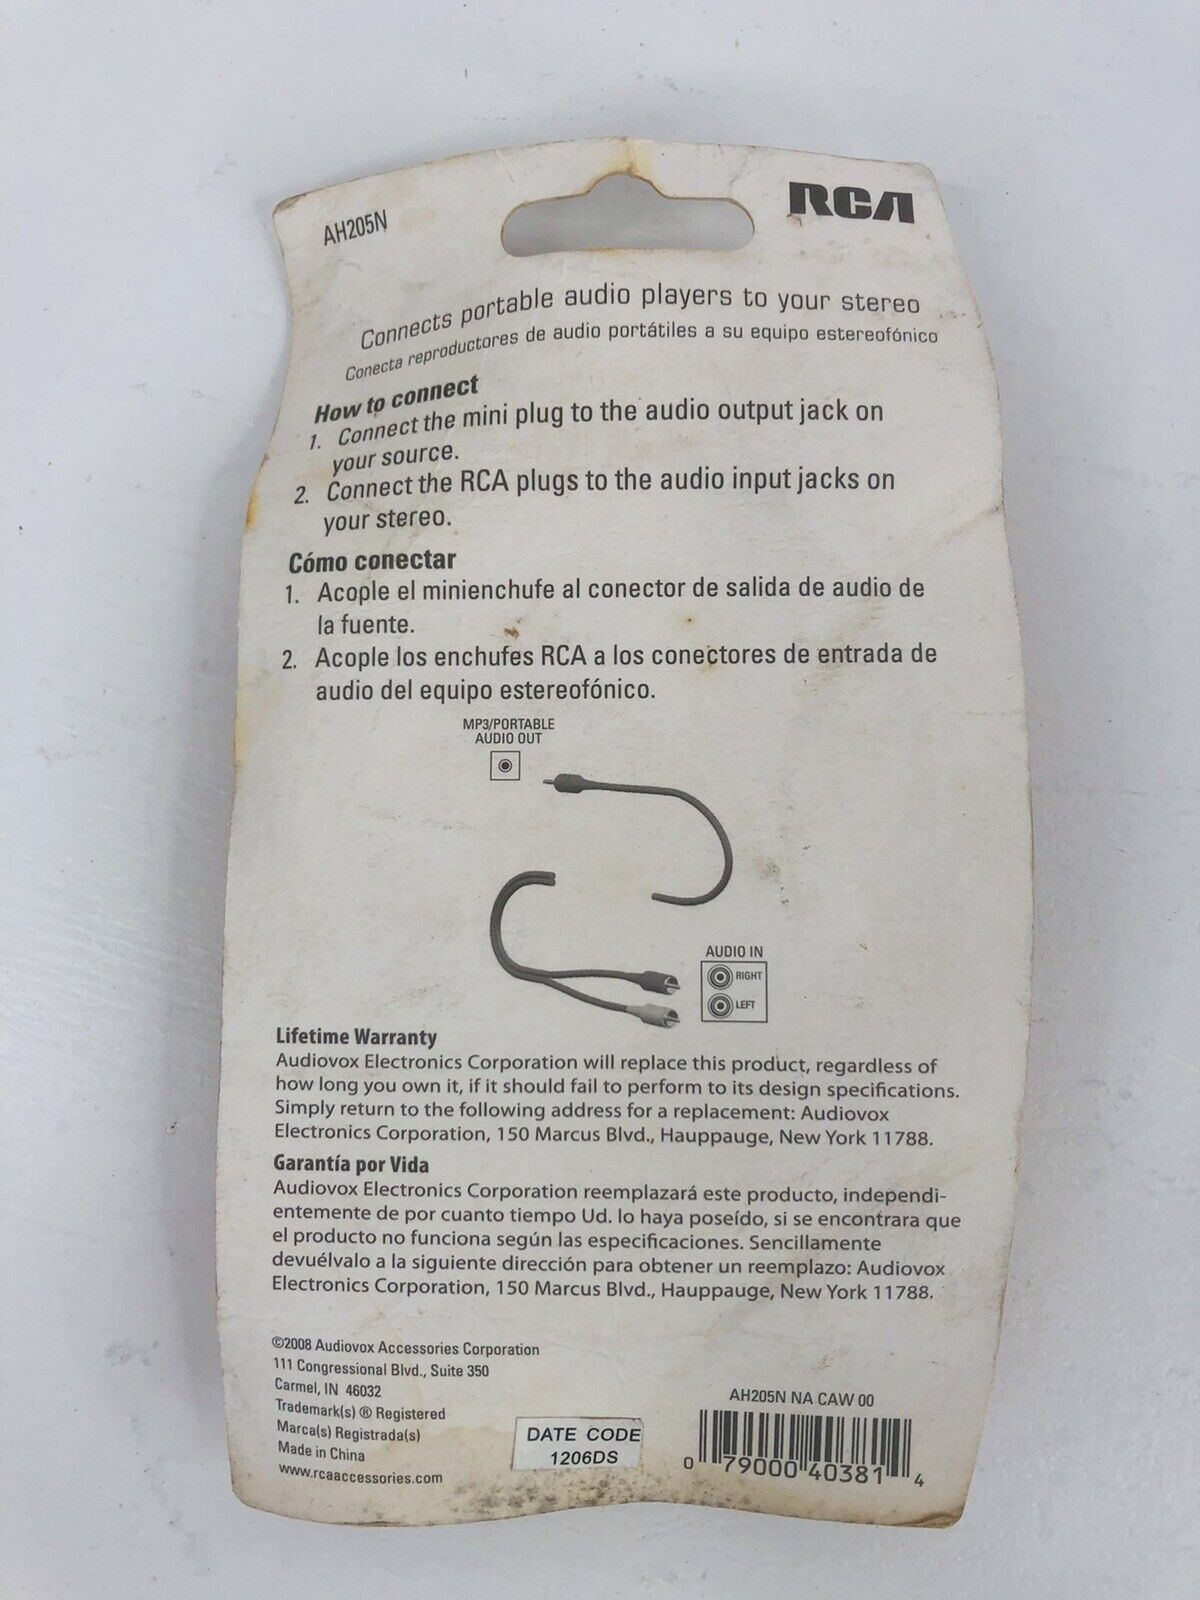 AH205N
RCA
Connects portable audio players to your stereo
Conecta reproductores de audio portátiles a su equipo estereofónico
How to connect
1. Connect the mini plug to the audio output jack on
your source.
2. Connect the RCA plugs to the audio input jacks on
your stereo.
Cómo conectar
1. Acople el minienchufe al conector de salida de audio de
la fuente.
2. Acople los enchufes RCA a los conectores de entrada de
audio del equipo estereofónico.
MP3/PORTABLE
AUDIO OUT
AUDIO IN
RIGHT
LEFT
Lifetime Warranty
Audiovox Electronics Corporation will replace this product, regardless of
how long you own it, if it should fail to perform to its design specifications.
Simply return to the following address for a replacement: Audiovox
Electronics Corporation, 150 Marcus Blvd., Hauppauge, New York 11788.
Garantía por Vida
Audiovox Electronics Corporation reemplazará este producto, independi-
entemente de por cuanto tiempo Ud. lo haya poseído, si se encontrara que
el producto no funciona según las especificaciones. Sencillamente
devuélvalo a la siguiente dirección para obtener un reemplazo: Audiovox
Electronics Corporation, 150 Marcus Blvd., Hauppauge, New York 11788.
©2008 Audiovox Accessories Corporation
111 Congressional Blvd., Suite 350
Carmel, IN 46032
Trademark(s) ® Registered
Marca(s) Registrada(s)
Made in China
www.rcaaccessories.com
DATE CODE
1206DS
AH205N NA CAW 00
0 79000 40381 4